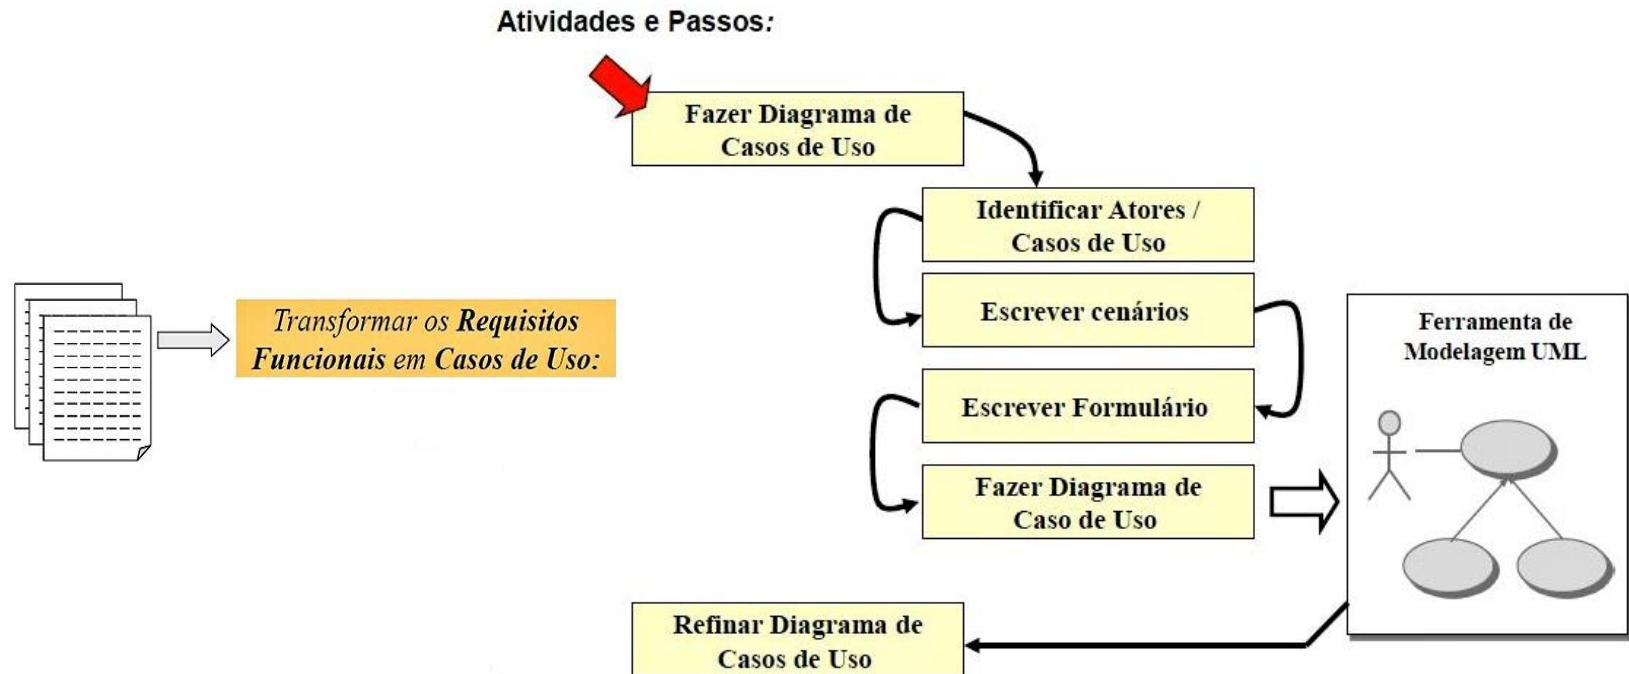 Atividades e Passos:
Fazer Diagrama de
Casos de Uso
Identificar Atores /
Casos de Uso
Escrever cenários
Escrever Formulário
Fazer Diagrama de
Caso de Uso
Transformar os Requisitos
Funcionais em Casos de Uso:
Ferramenta de
Modelagem UML
Refinar Diagrama de
Casos de Uso